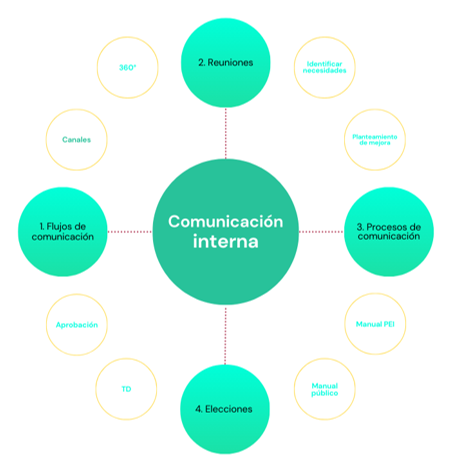 2. Reuniones
360°
Identificar
necesidades
Canales
Planteamiento
de mejora
Comunicación
interna
1. Flujos de
comunicación
3. Procesos de
comunicación
Aprobación
Manual PEI
TD
Manual
público
4. Elecciones